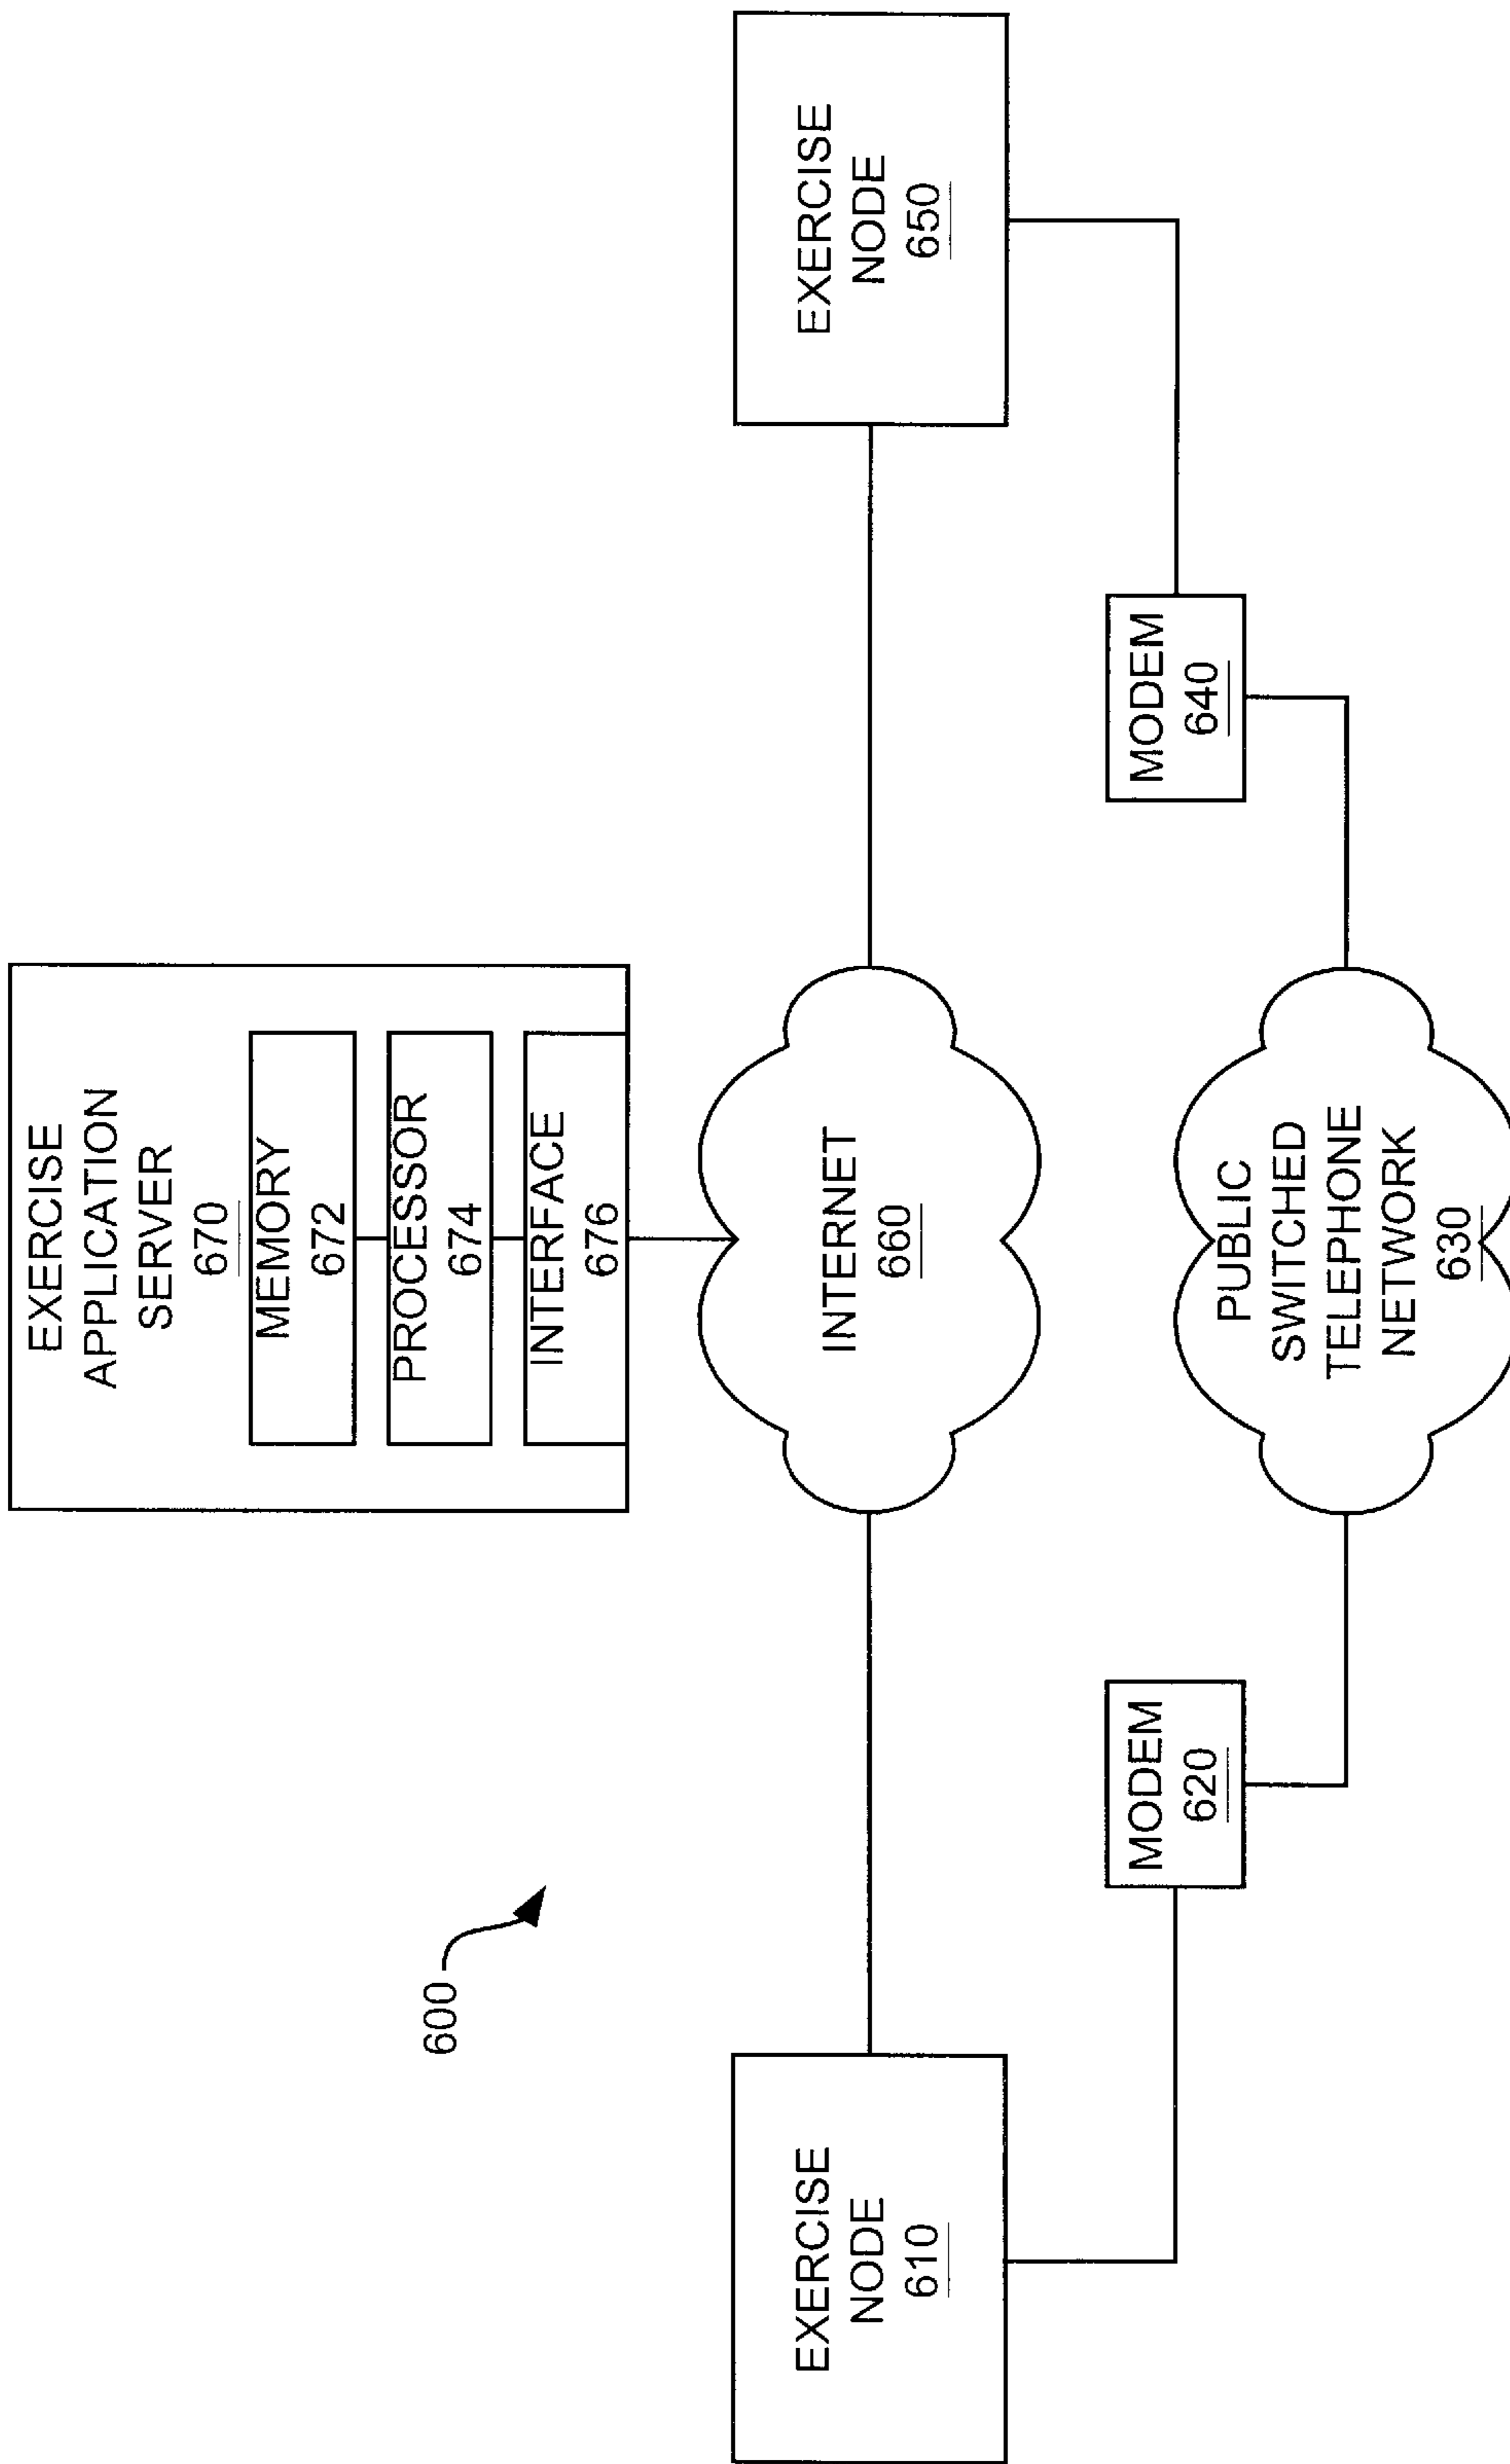 EXERCISE
APPLICATION
SERVER
670
MEMORY
672
PROCESSOR
674
INTERFACE
676
600
EXERCISE
NODE
610
INTERNET
660
EXERCISE
NODE
650
MODEM
620
MODEM
640
PUBLIC
SWITCHED
TELEPHONE
NETWORK
630